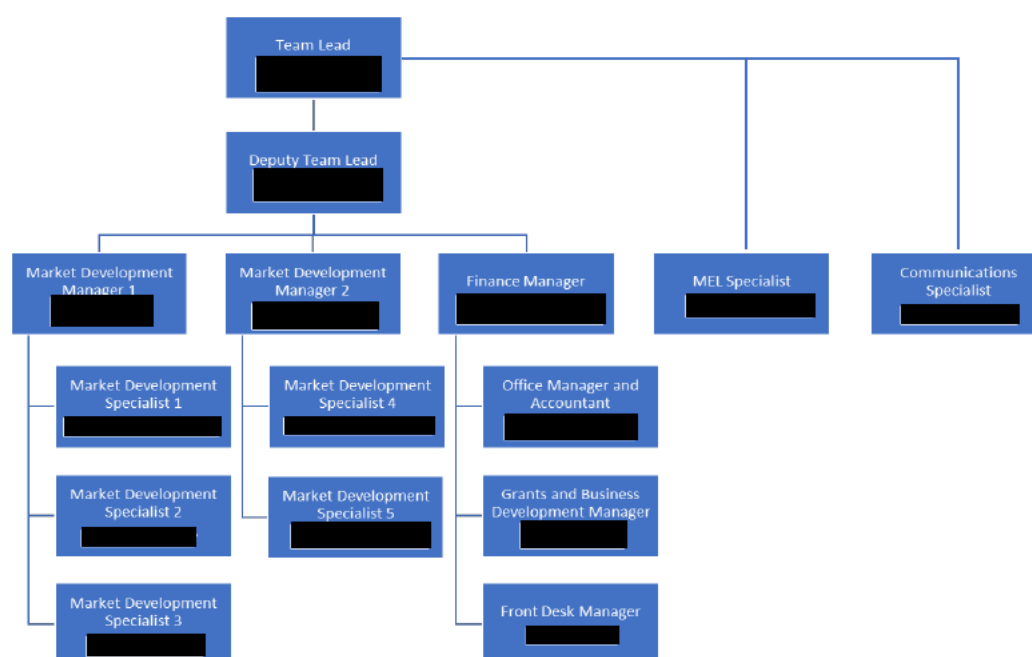 Team Lead
Deputy Team Lead
Market Development
Manager 1
Market Development
Manager 2
Finance Manager
MEL Specialist
Communications
Specialist
Market Development
Specialist 1
Market Development
Specialist 4
Office Manager and
Accountant
Market Development
Specialist 2
Market Development
Specialist 5
Grants and Business
Development Manager
Market Development
Specialist 3
Front Desk Manager